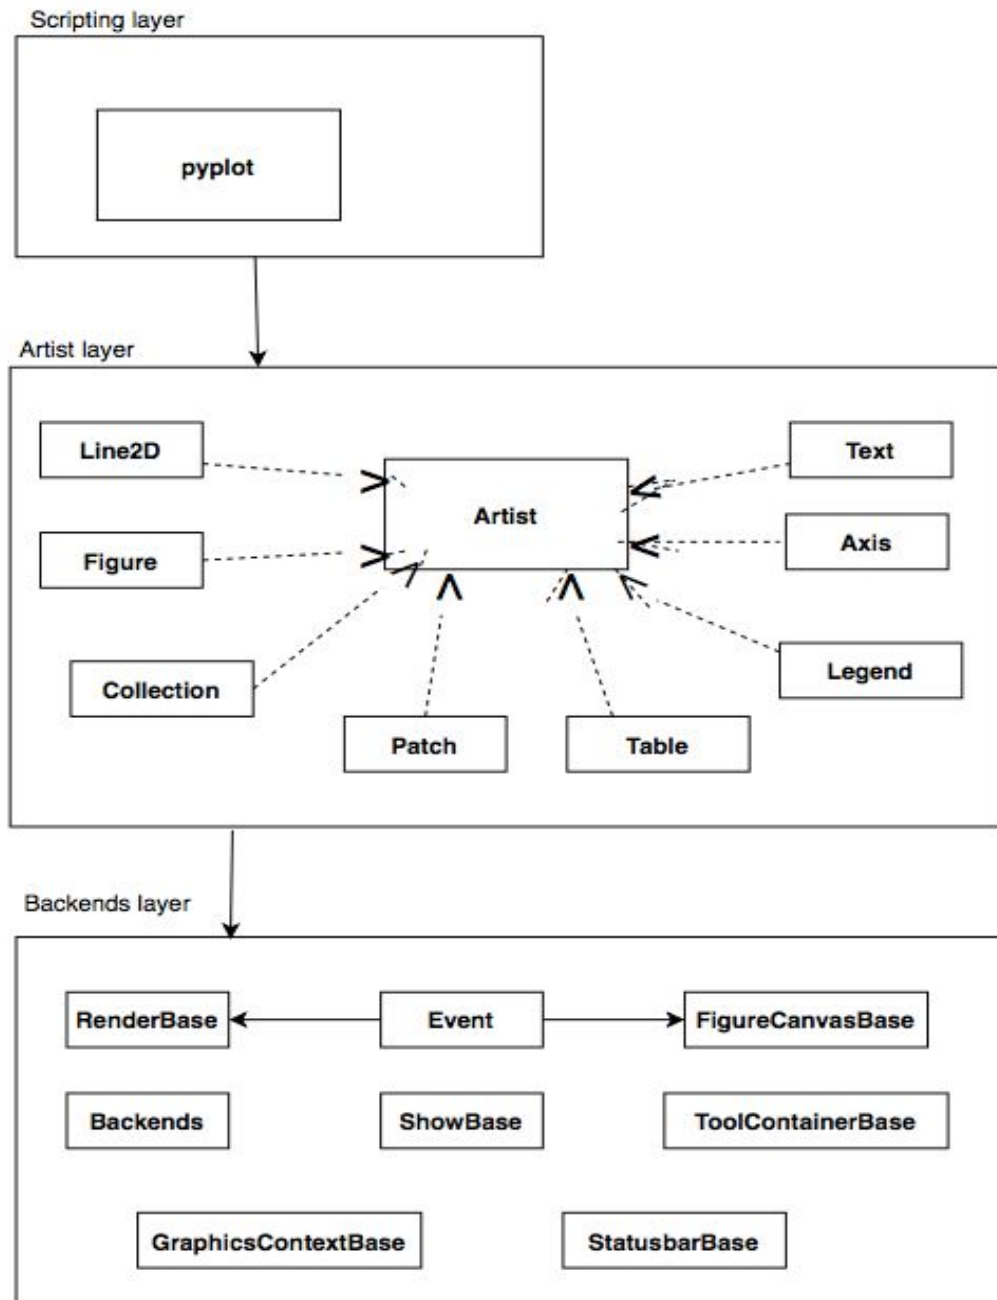 Scripting layer
pyplot
Artist layer
Line2D
Text
Artist
Figure
Axis
Collection
Legend
Patch
Table
Backends layer
RenderBase
Event
FigureCanvasBase
Backends
ShowBase
ToolContainerBase
GraphicsContextBase
StatusbarBase